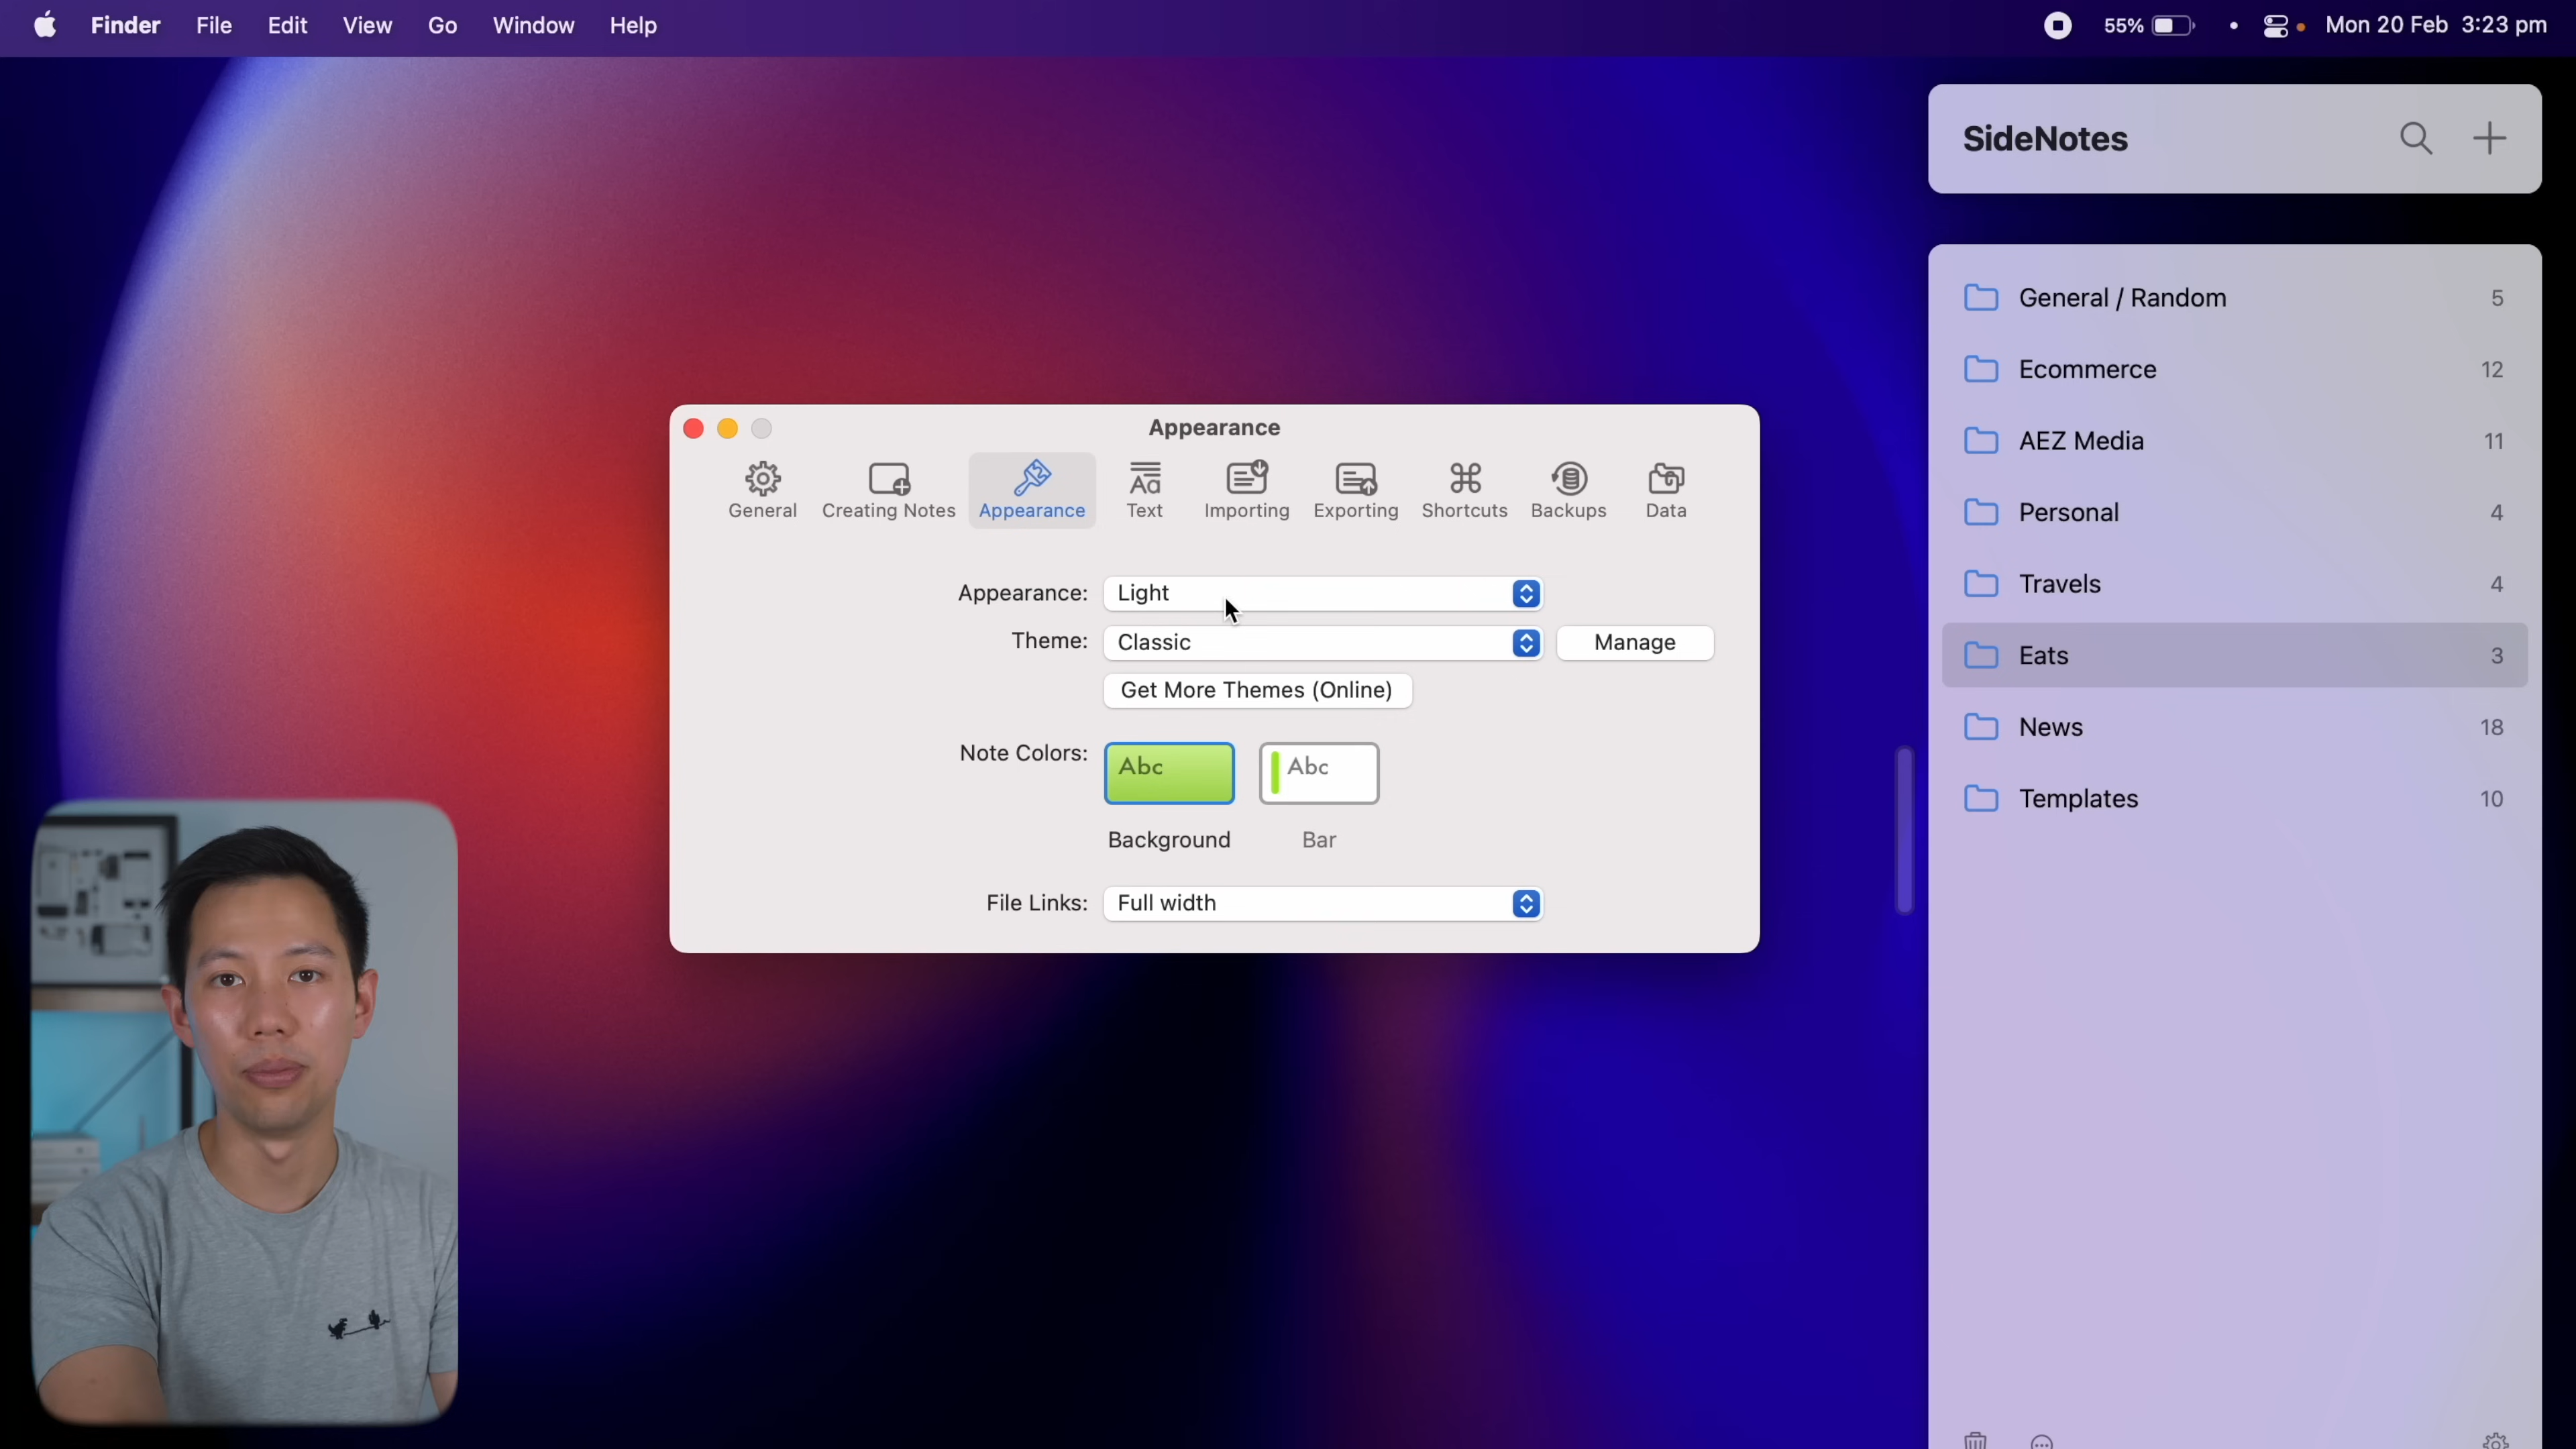 Finder File Edit View Go Window Help
55% Mon 20 Feb 3:23 pm
SideNotes
General / Random 5
Ecommerce 12
AEZ Media 11
Personal 4
Travels 4
Eats 3
News 18
Templates 10
Appearance
General Creating Notes Appearance Text Importing Exporting Shortcuts Backups Data
Appearance: Light
Theme: Classic Manage
Get More Themes (Online)
Note Colors: Abc Abc
Background Bar
File Links: Full width